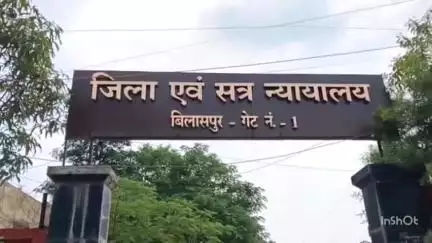 जिला एवं सत्र न्यायालय
बिलासपुर - गेट नं. -1
InShOt